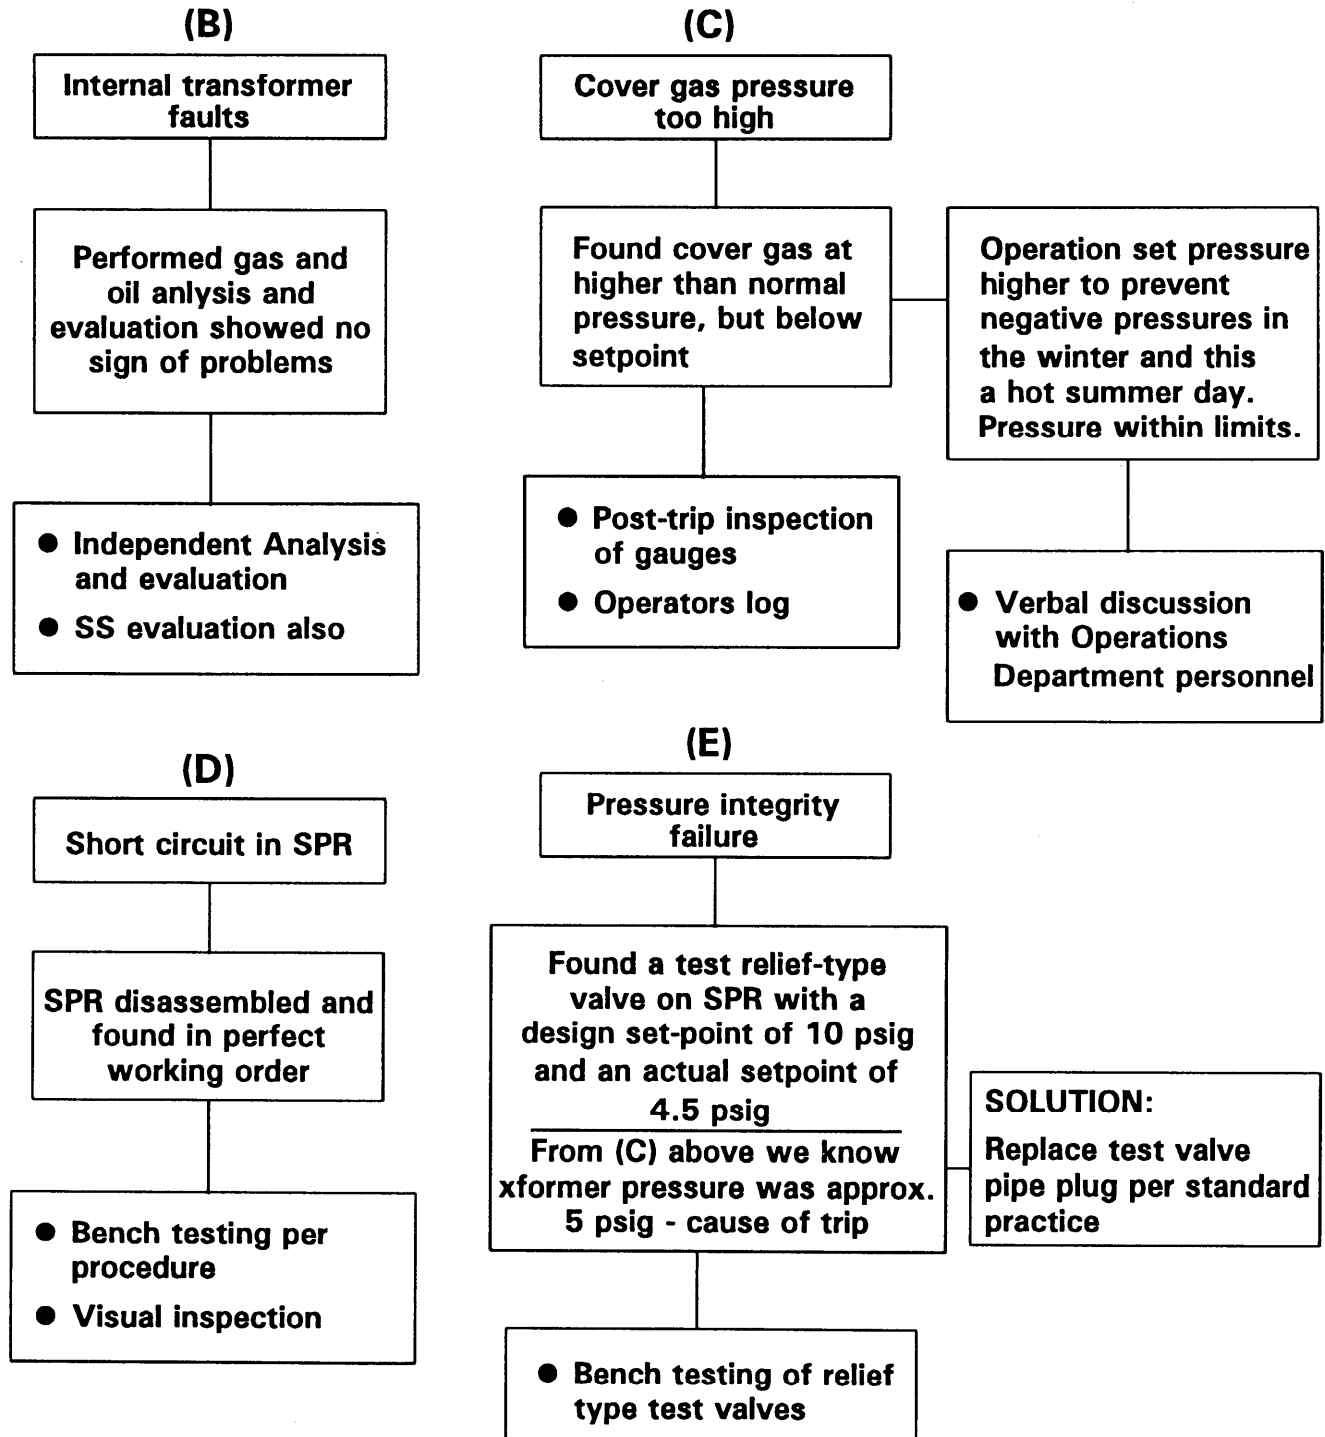 (B)
Internal transformer
faults
Performed gas and
oil anlysis and
evaluation showed no
sign of problems
● Independent Analysis
and evaluation
● SS evaluation also
(C)
Cover gas pressure
too high
Found cover gas at
higher than normal
pressure, but below
setpoint
Operation set pressure
higher to prevent
negative pressures in
the winter and this
a hot summer day.
Pressure within limits.
● Post-trip inspection
of gauges
● Operators log
● Verbal discussion
with Operations
Department personnel
(D)
Short circuit in SPR
SPR disassembled and
found in perfect
working order
● Bench testing per
procedure
● Visual inspection
(E)
Pressure integrity
failure
Found a test relief-type
valve on SPR with a
design set-point of 10 psig
and an actual setpoint of
4.5 psig
From (C) above we know
xformer pressure was approx.
5 psig - cause of trip
SOLUTION:
Replace test valve
pipe plug per standard
practice
● Bench testing of relief
type test valves